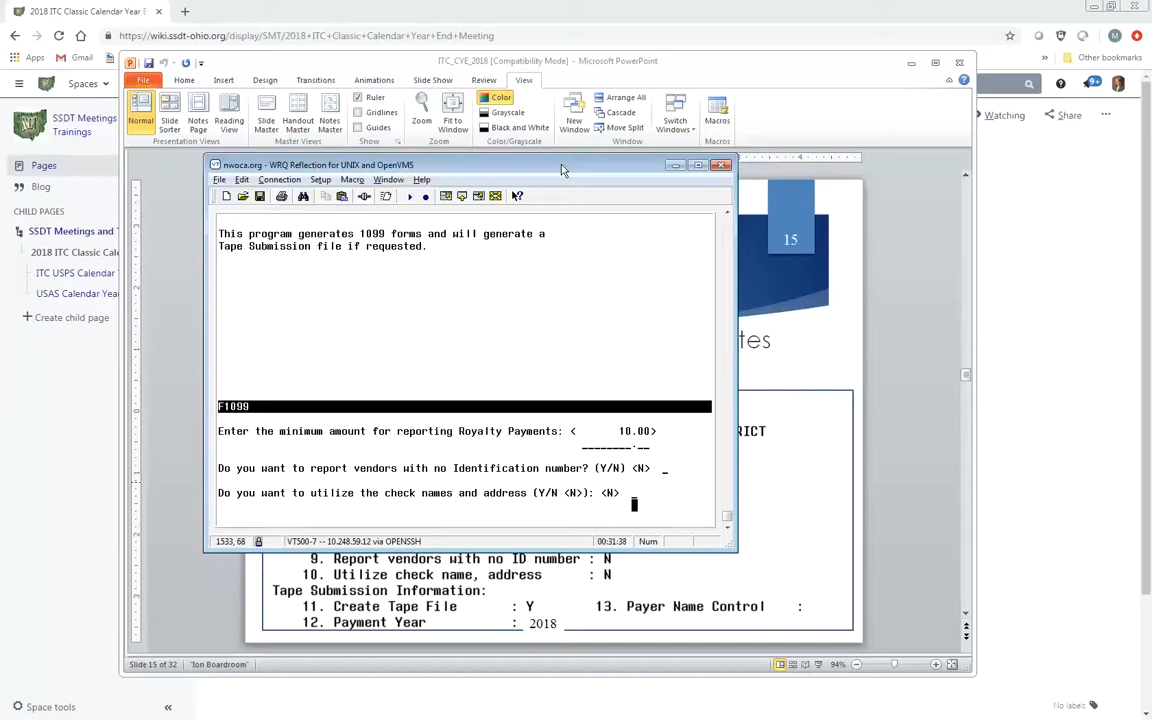 2018 ITC Classic Calendar Year E
https://wiki.ssdt-ohio.org/display/SMT/2018+ITC+Classic+Calendar+Year+End+Meeting
M
Apps
Gmail
Other bookmarks
Spaces
9+
SSDT Meetings
Trainings
Watching
Share
Pages
Blog
CHILD PAGES
SSDT Meetings and T
2018 ITC Classic Cale
ITC USPS Calendar Y
USAS Calendar Year
Create child page
Space tools
No labels
ITC_CYE_2018 [Compatibility Mode] - Microsoft PowerPoint
File
Home
Insert
Design
Transitions
Animations
Slide Show
Review
View
Normal
Slide Sorter
Notes Page
Reading View
Slide Master
Handout Master
Notes Master
Ruler
Gridlines
Guides
Zoom
Fit to Window
Color
Grayscale
Black and White
New Window
Arrange All
Cascade
Move Split
Switch Windows
Macros
Presentation Views
Master Views
Show
Zoom
Color/Grayscale
Window
Macros
nwoca.org - WRQ Reflection for UNIX and OpenVMS
File Edit Connection Setup Macro Window Help
This program generates 1099 forms and will generate a
Tape Submission file if requested.
F1099
Enter the minimum amount for reporting Royalty Payments: < 10.00>
Do you want to report vendors with no Identification number? (Y/N) <N>
Do you want to utilize the check names and address (Y/N <N>): <N>
1533, 68
VT500-7 -- 10.248.59.12 via OPENSSH
00:31:38
Num
15
tes
RICT
9. Report vendors with no ID number : N
10. Utilize check name, address : N
Tape Submission Information:
11. Create Tape File : Y 13. Payer Name Control :
12. Payment Year : 2018
Slide 15 of 32
"Ion Boardroom"
94%